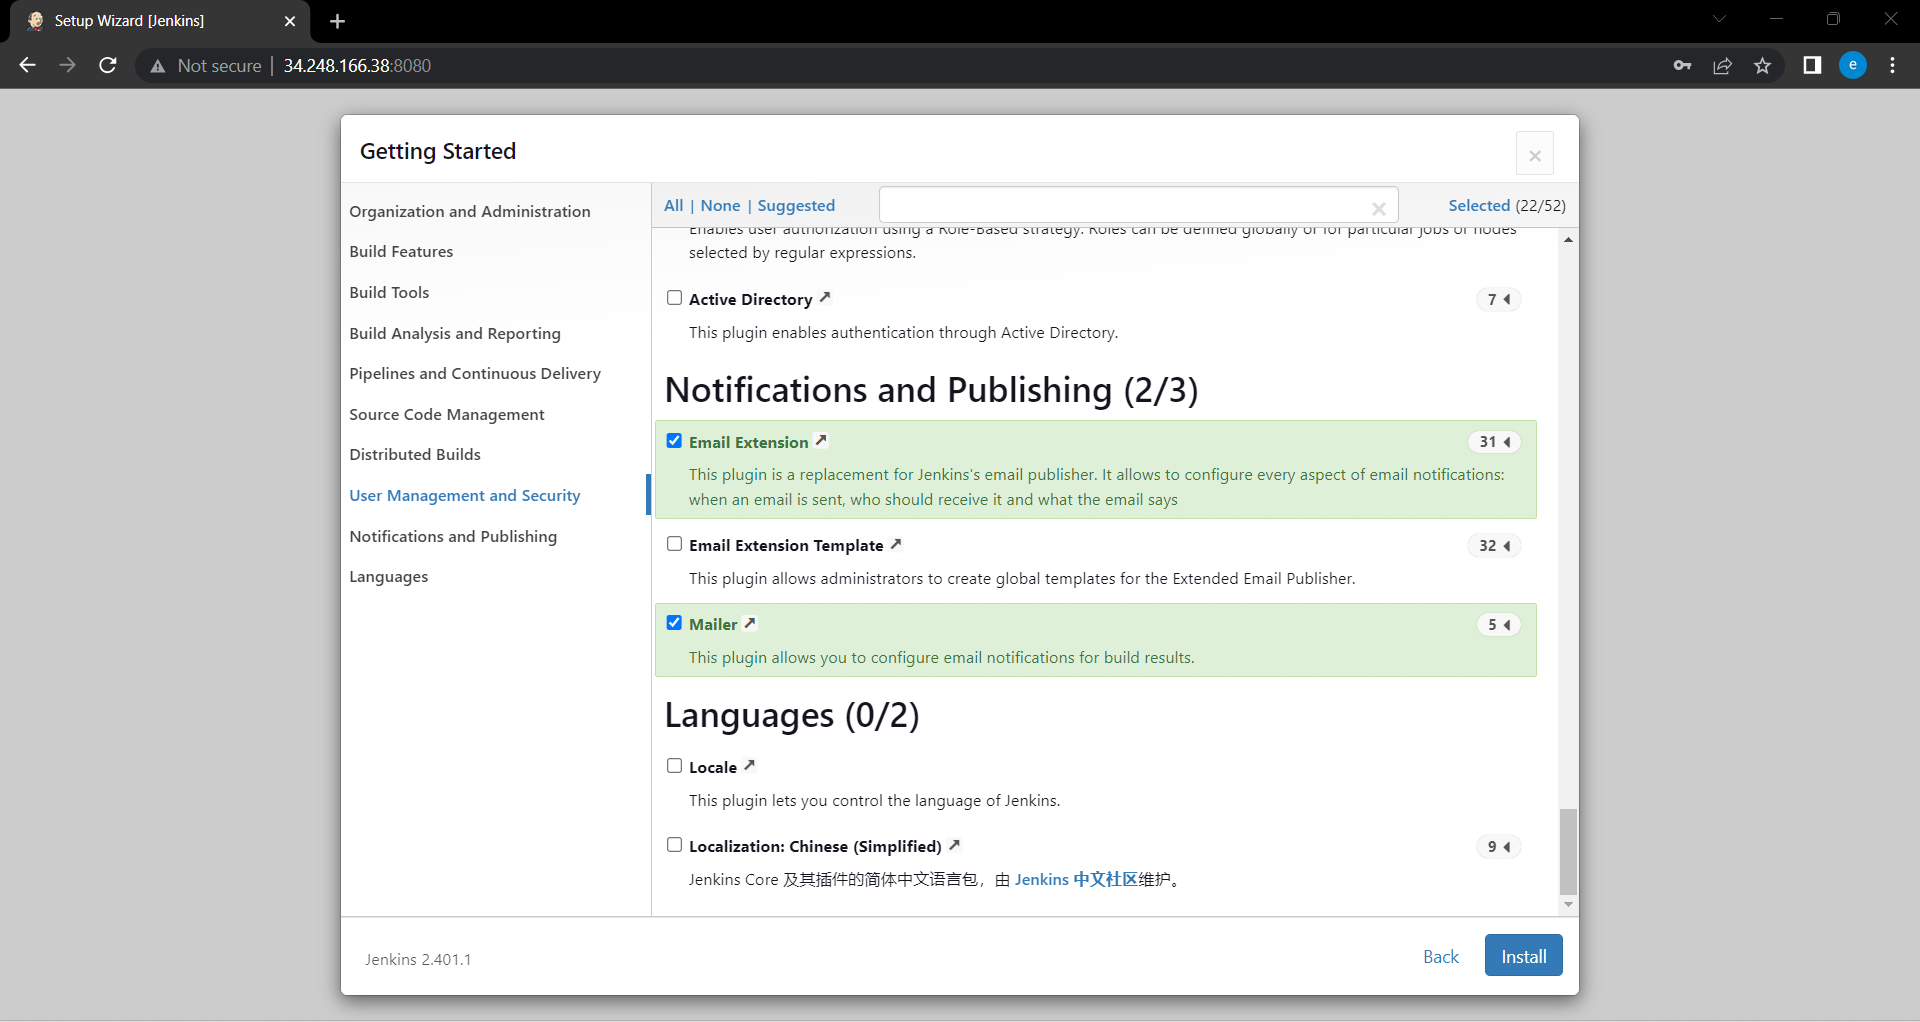 Setup Wizard [Jenkins]
Not secure | 34.248.166.38:8080
e
Getting Started
Organization and Administration
Build Features
Build Tools
Build Analysis and Reporting
Pipelines and Continuous Delivery
Source Code Management
Distributed Builds
User Management and Security
Notifications and Publishing
Languages
All | None | Suggested
Selected (22/52)
Enables user authorization using a Role-Based strategy. Roles can be defined globally or for particular jobs or nodes
selected by regular expressions.
Active Directory
7
This plugin enables authentication through Active Directory.
Notifications and Publishing (2/3)
Email Extension
31
This plugin is a replacement for Jenkins's email publisher. It allows to configure every aspect of email notifications:
when an email is sent, who should receive it and what the email says
Email Extension Template
32
This plugin allows administrators to create global templates for the Extended Email Publisher.
Mailer
5
This plugin allows you to configure email notifications for build results.
Languages (0/2)
Locale
This plugin lets you control the language of Jenkins.
Localization: Chinese (Simplified)
9
Jenkins Core 及其插件的简体中文语言包，由 Jenkins 中文社区维护。
Jenkins 2.401.1
Back
Install